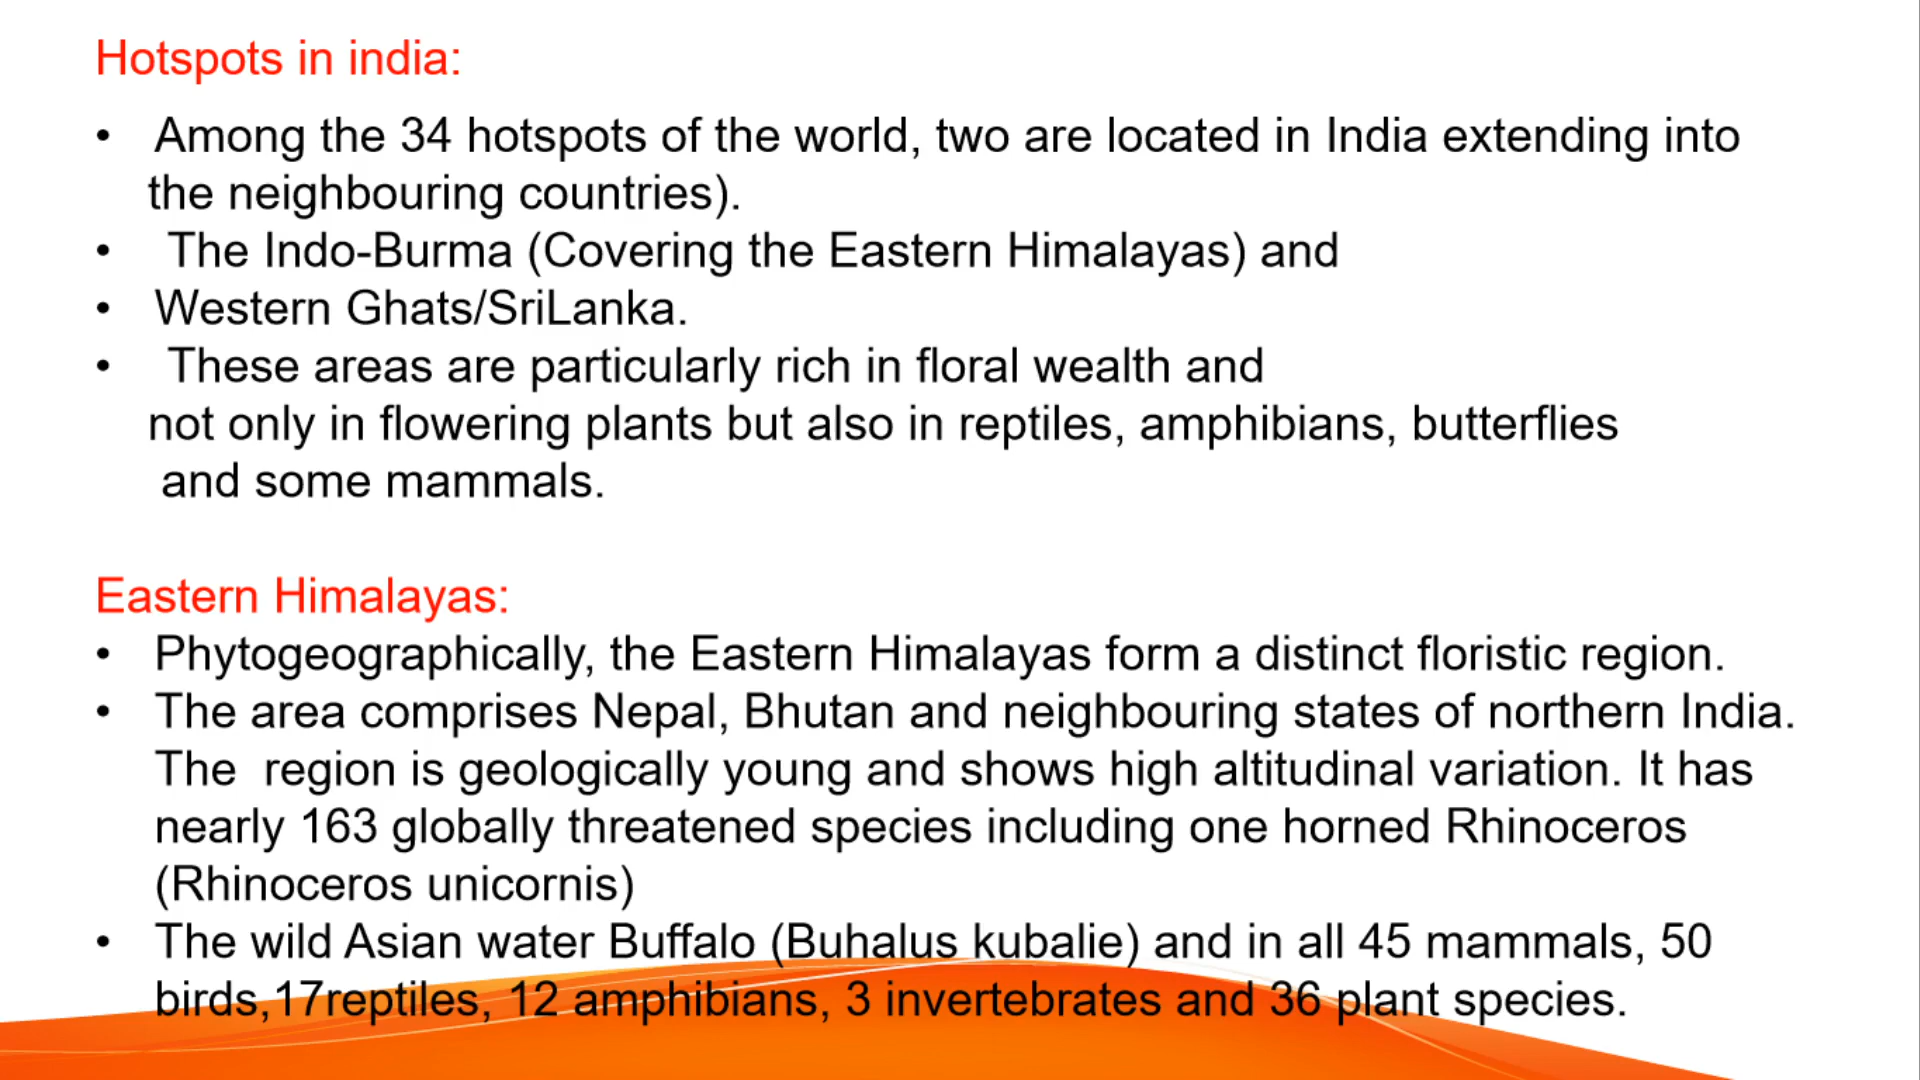 Hotspots in india:
• Among the 34 hotspots of the world, two are located in India extending into
the neighbouring countries).
• The Indo-Burma (Covering the Eastern Himalayas) and
• Western Ghats/SriLanka.
• These areas are particularly rich in floral wealth and
not only in flowering plants but also in reptiles, amphibians, butterflies
and some mammals.
Eastern Himalayas:
• Phytogeographically, the Eastern Himalayas form a distinct floristic region.
• The area comprises Nepal, Bhutan and neighbouring states of northern India.
The region is geologically young and shows high altitudinal variation. It has
nearly 163 globally threatened species including one horned Rhinoceros
(Rhinoceros unicornis)
• The wild Asian water Buffalo (Buhalus kubalie) and in all 45 mammals, 50
birds,17reptiles, 12 amphibians, 3 invertebrates and 36 plant species.